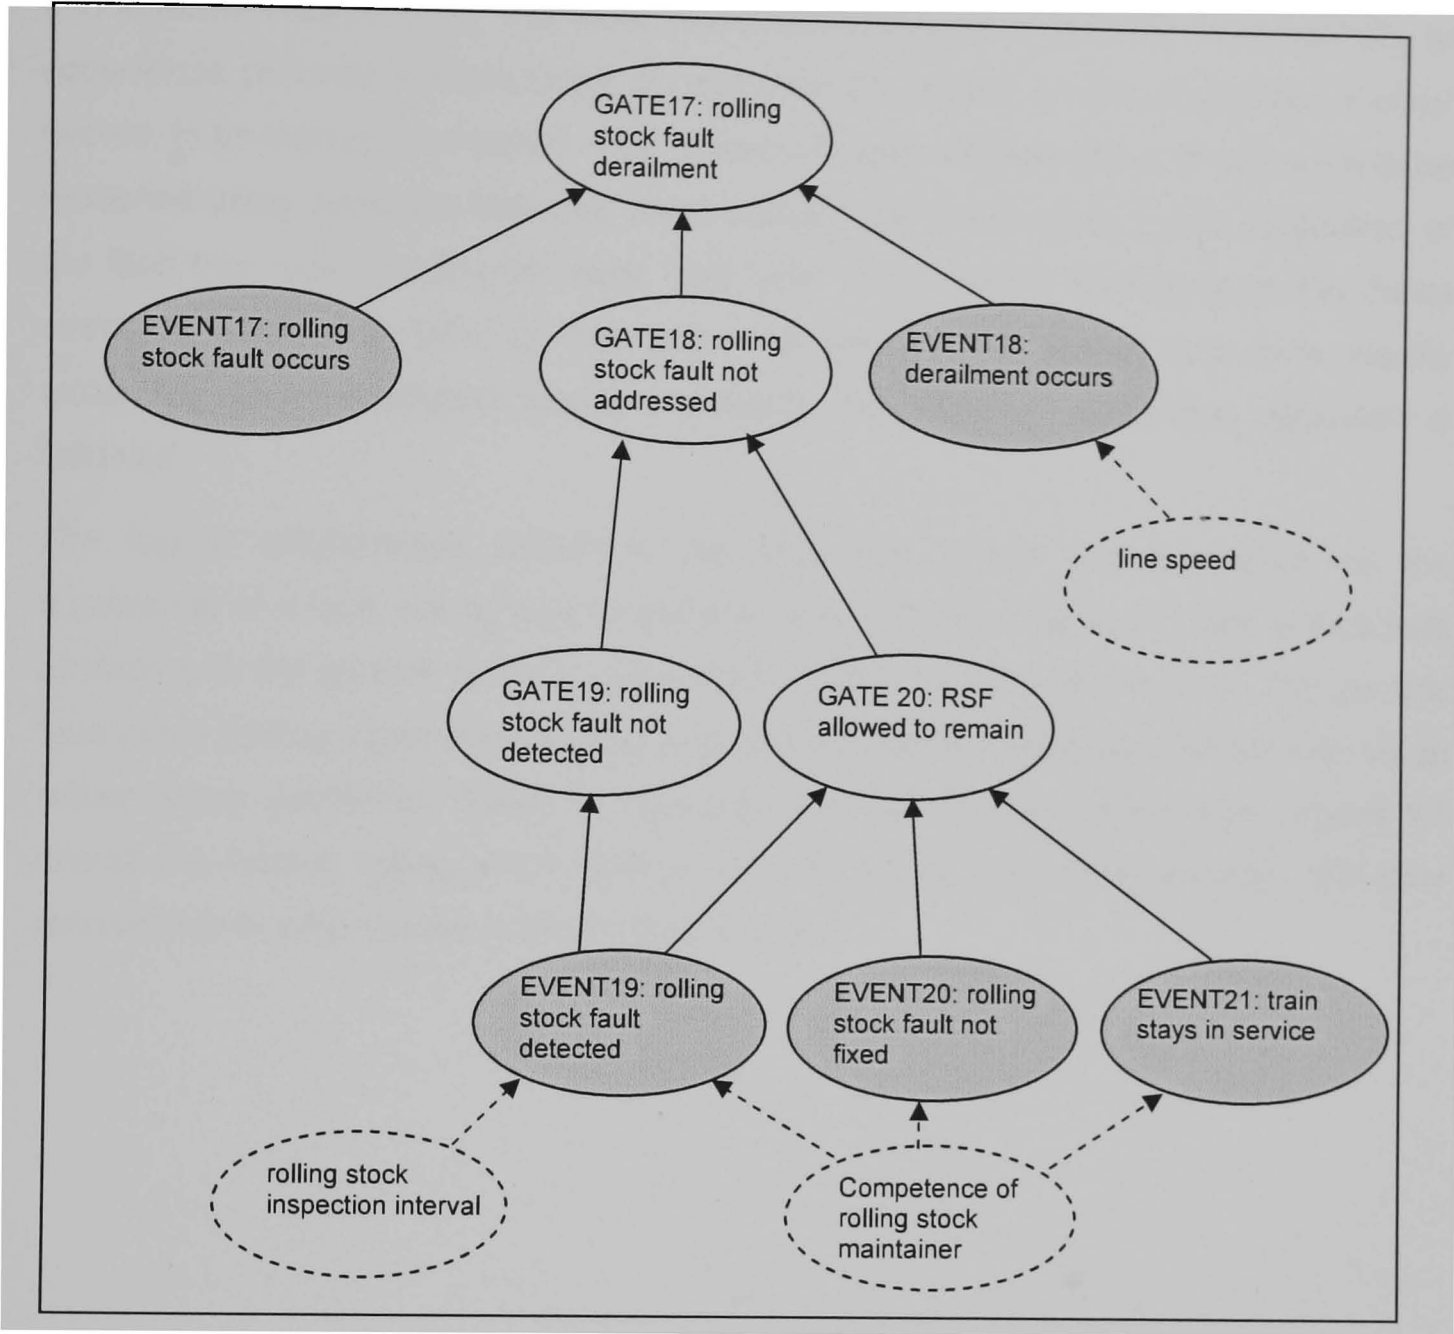 GATE17: rolling
stock fault
derailment
EVENT17: rolling
stock fault occurs
GATE18: rolling
stock fault not
addressed
EVENT18:
derailment occurs
line speed
GATE19: rolling
stock fault not
detected
GATE 20: RSF
allowed to remain
EVENT19: rolling
stock fault
detected
EVENT20: rolling
stock fault not
fixed
EVENT21: train
stays in service
rolling stock
inspection interval
Competence of
rolling stock
maintainer